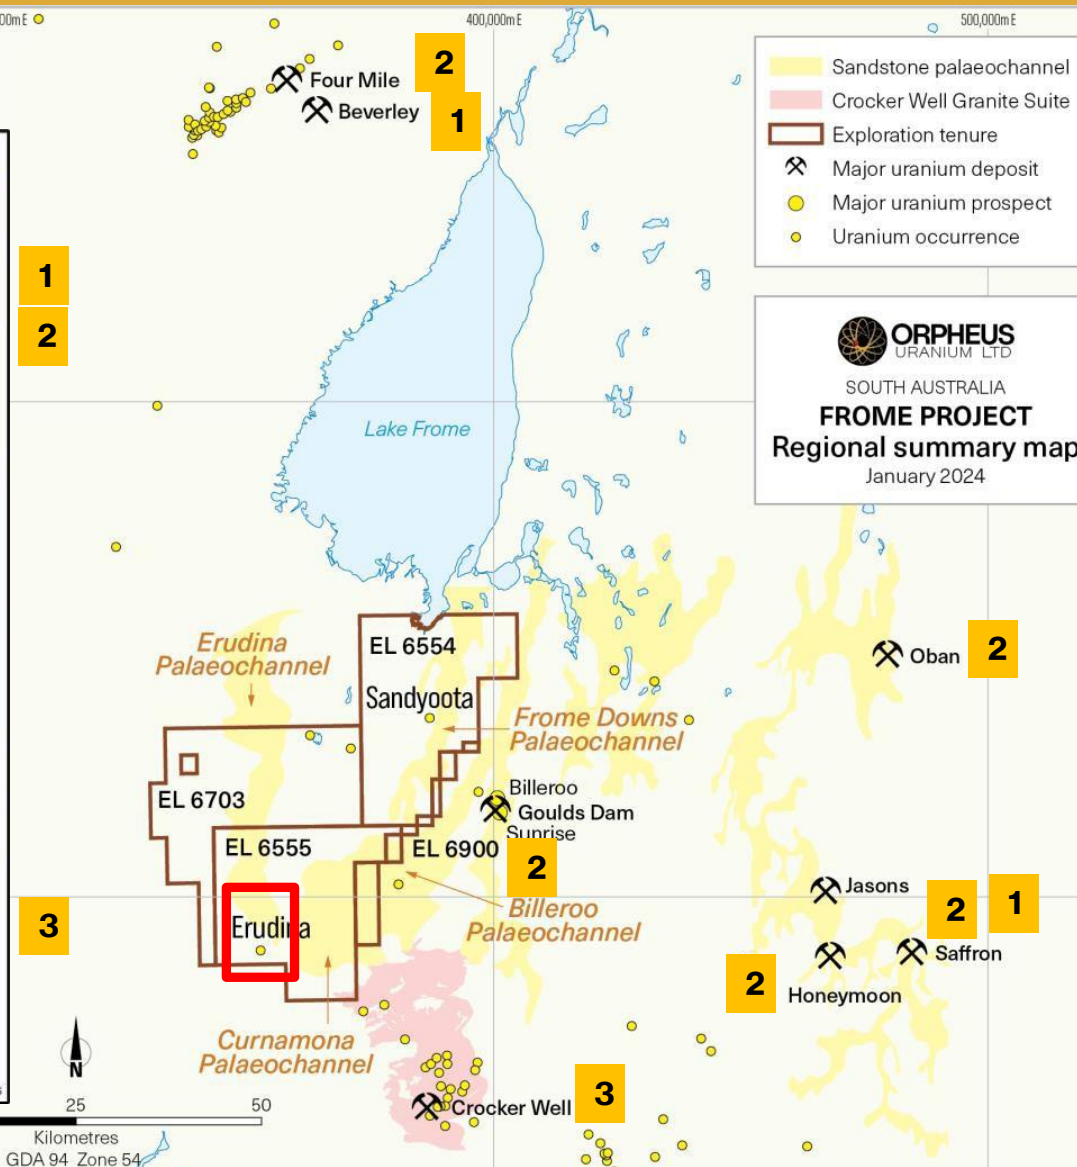 00mE
400,000mE
500,000mE
Four Mile
2
Beverley
1
Sandstone palaeochannel
Crocker Well Granite Suite
Exploration tenure
Major uranium deposit
Major uranium prospect
Uranium occurrence
1
2
ORPHEUS
URANIUM LTD
SOUTH AUSTRALIA
FROME PROJECT
Regional summary map
January 2024
Lake Frome
Erudina
Palaeochannel
EL 6554
Sandyoota
Oban
2
Frome Downs
Palaeochannel
EL 6703
Billeroo
Goulds Dam
Sunrise
EL 6555
EL 6900
2
Jasons
2
1
Billeroo
Palaeochannel
3
Erudina
Saffron
2
Honeymoon
Curnamona
Palaeochannel
N
Crocker Well
3
25
50
Kilometres
GDA 94 Zone 54